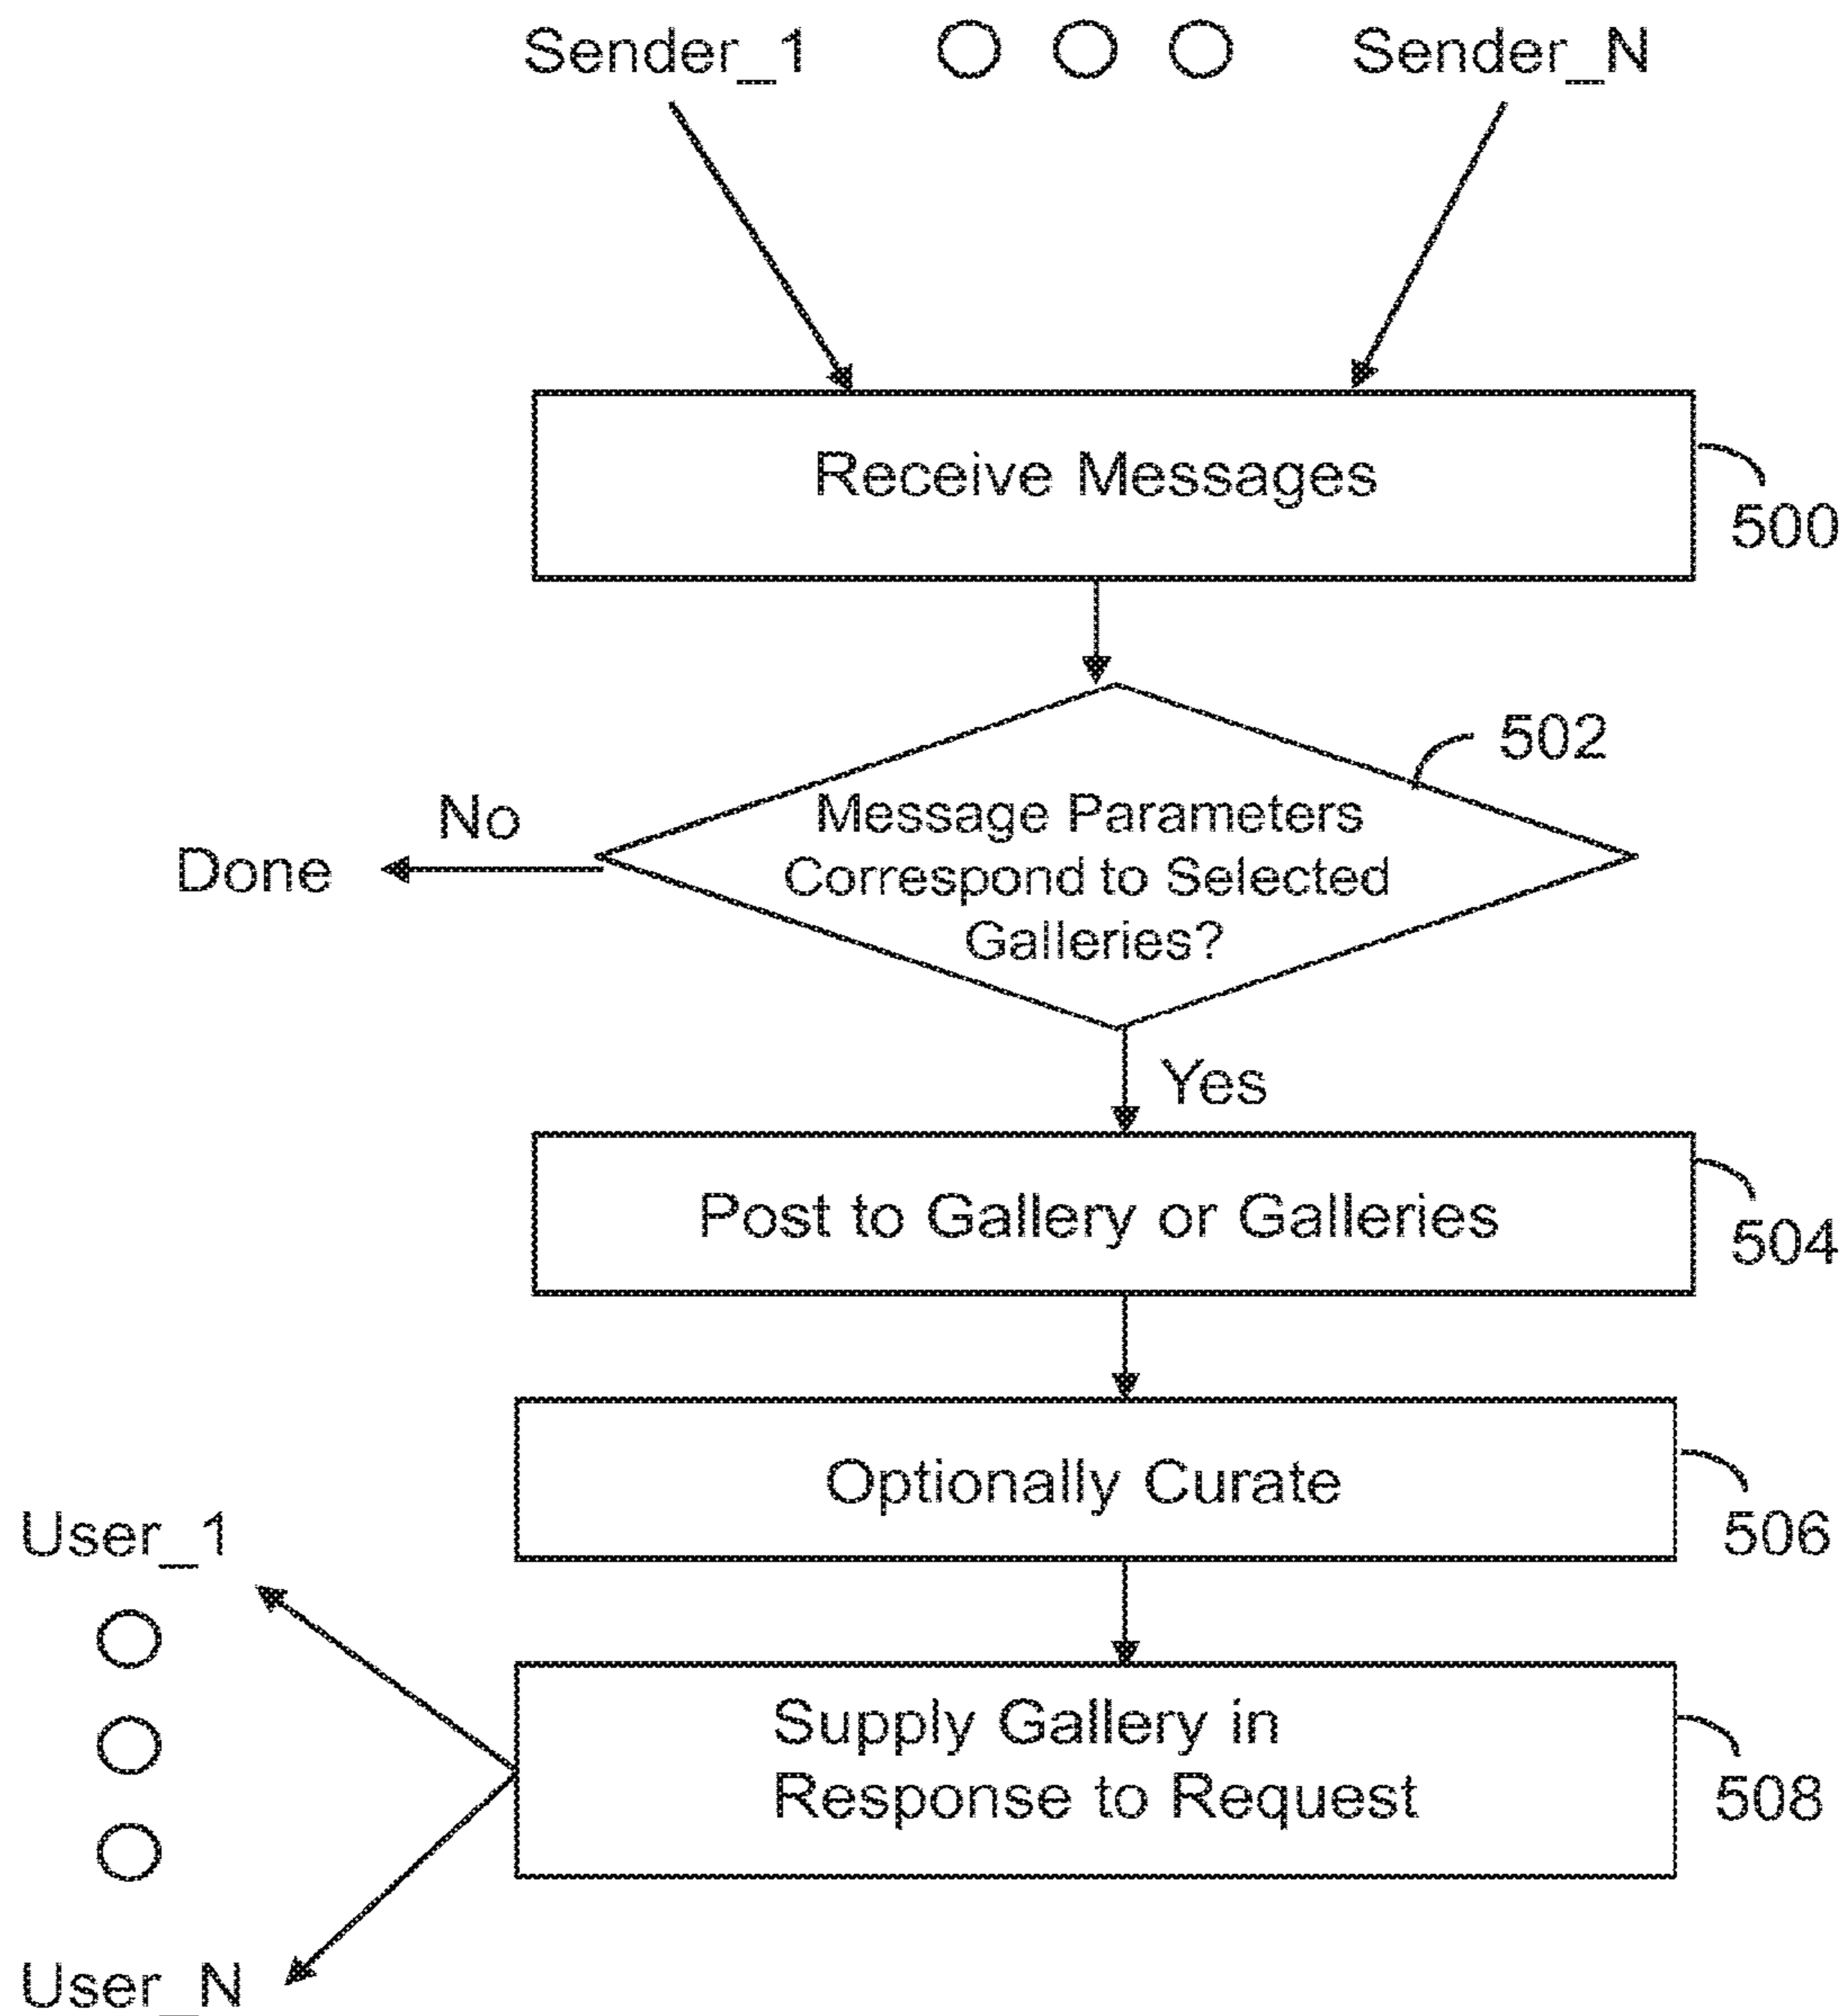 Sender_1
Sender_N
Receive Messages
500
502
Message Parameters
Correspond to Selected
Galleries?
No
Done
Yes
Post to Gallery or Galleries
504
Optionally Curate
506
User_1
Supply Gallery in
Response to Request
508
User_N